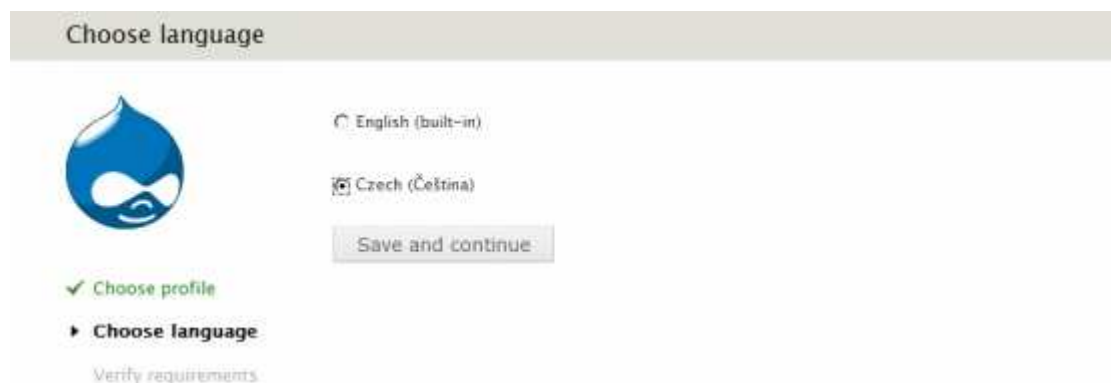 Choose language
English (built-in)
Czech (Čeština)
Save and continue
Choose profile
Choose language
Verify requirements